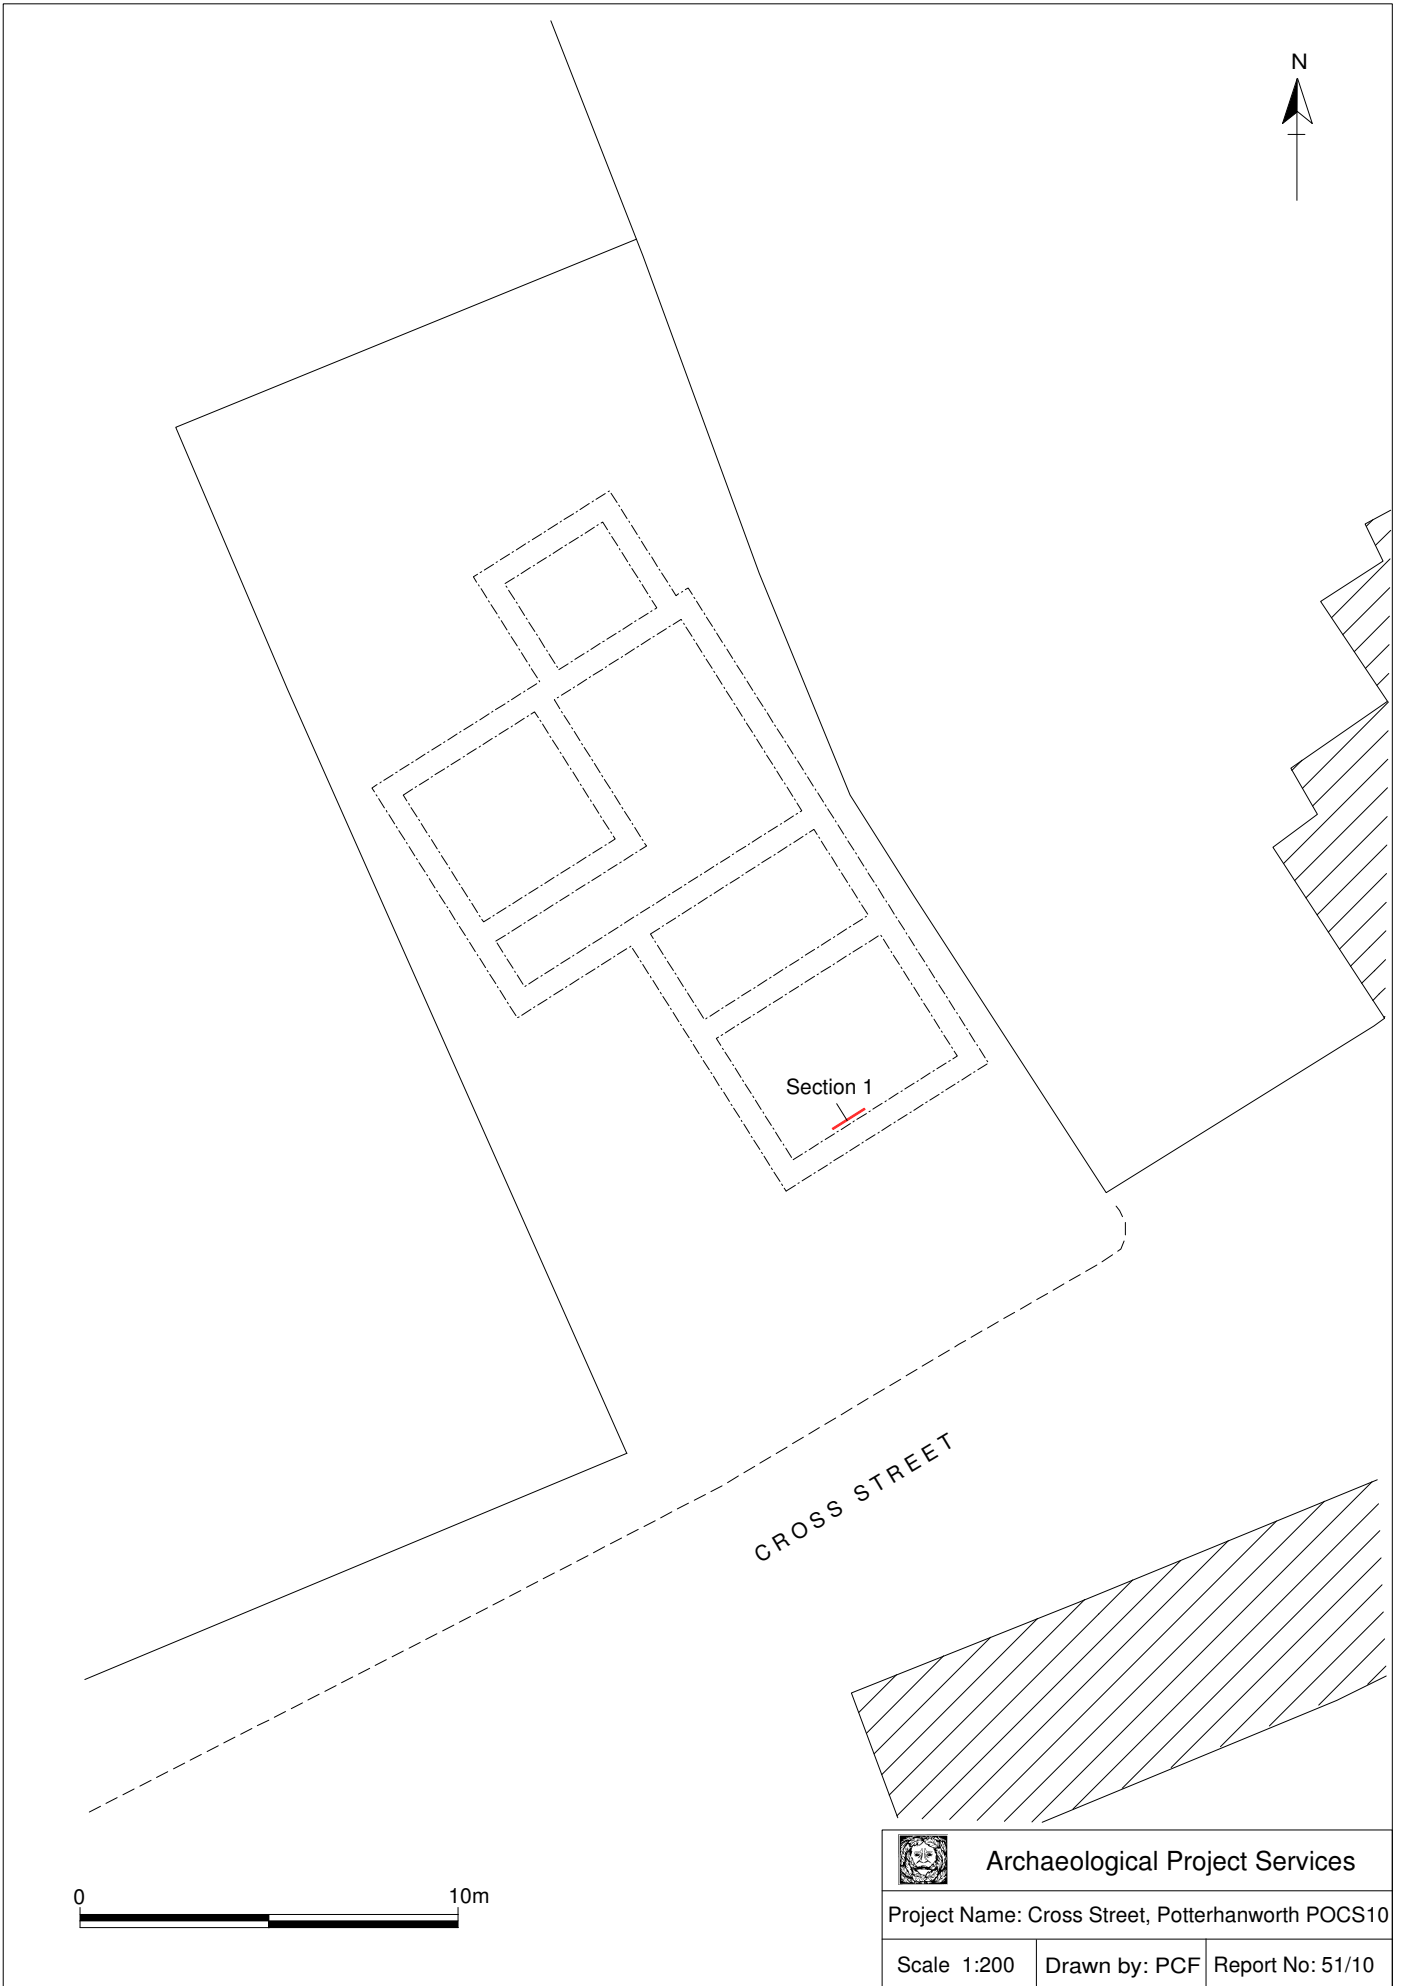 N
Section 1
CROSS STREET
0 10m
Archaeological Project Services
Project Name: Cross Street, Potterhanworth POCS10
Scale 1:200 Drawn by: PCF Report No: 51/10